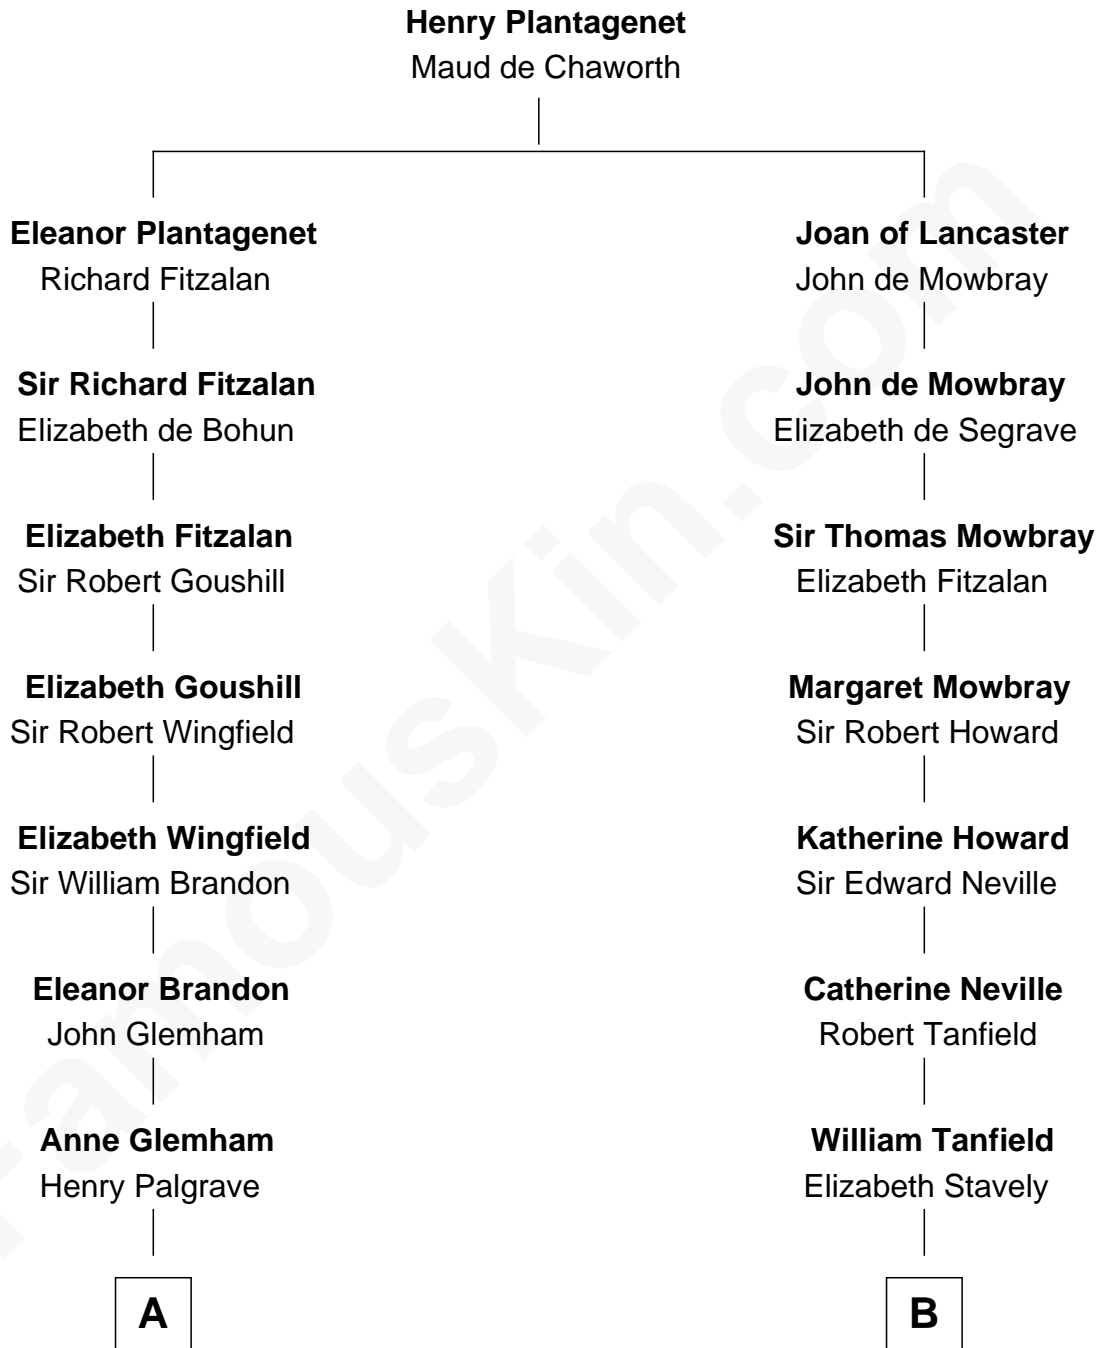 Henry Plantagenet
Maud de Chaworth
Eleanor Plantagenet
Richard Fitzalan
Sir Richard Fitzalan
Elizabeth de Bohun
Elizabeth Fitzalan
Sir Robert Goushill
Elizabeth Goushill
Sir Robert Wingfield
Elizabeth Wingfield
Sir William Brandon
Eleanor Brandon
John Glemham
Anne Glemham
Henry Palgrave
A
Joan of Lancaster
John de Mowbray
John de Mowbray
Elizabeth de Segrave
Sir Thomas Mowbray
Elizabeth Fitzalan
Margaret Mowbray
Sir Robert Howard
Katherine Howard
Sir Edward Neville
Catherine Neville
Robert Tanfield
William Tanfield
Elizabeth Stavely
B
FamousKin.com